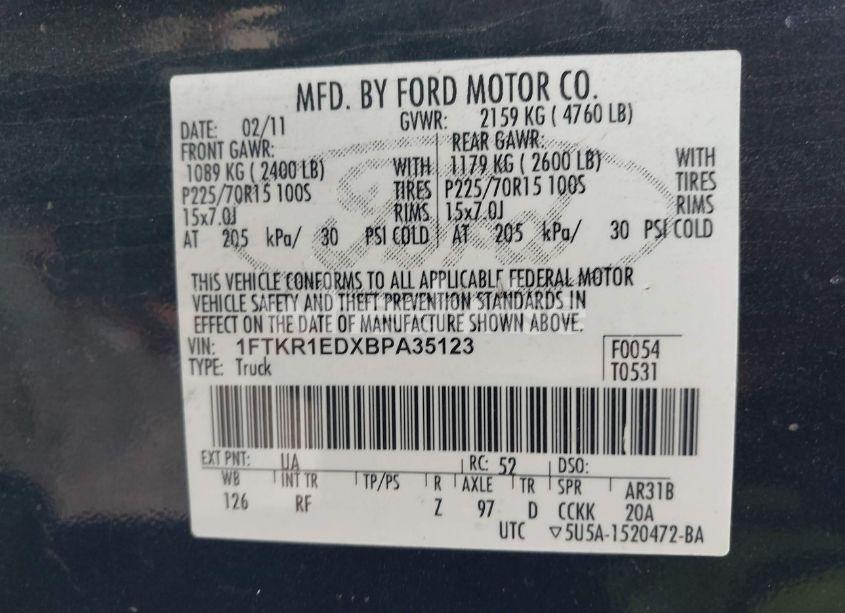 MFD. BY FORD MOTOR CO.
DATE: 02/11 GVWR: 2159 KG ( 4760 LB)
FRONT GAWR: REAR GAWR:
1089 KG ( 2400 LB) WITH 1179 KG ( 2600 LB) WITH
P225/70R15 100S TIRES P225/70R15 100S TIRES
15x7.0J RIMS 15x7.0J RIMS
AT 205 kPa/ 30 PSI COLD AT 205 kPa/ 30 PSI COLD
THIS VEHICLE CONFORMS TO ALL APPLICABLE FEDERAL MOTOR
VEHICLE SAFETY AND THEFT PREVENTION STANDARDS IN
EFFECT ON THE DATE OF MANUFACTURE SHOWN ABOVE.
VIN: 1FTKR1EDXBPA35123 F0054
TYPE: Truck T0531
EXT PNT: UA RC: 52 DSO:
WB INT TR TP/PS R AXLE TR SPR AR31B
126 RF Z 97 D CCKK 20A
UTC ▽5U5A-1520472-BA